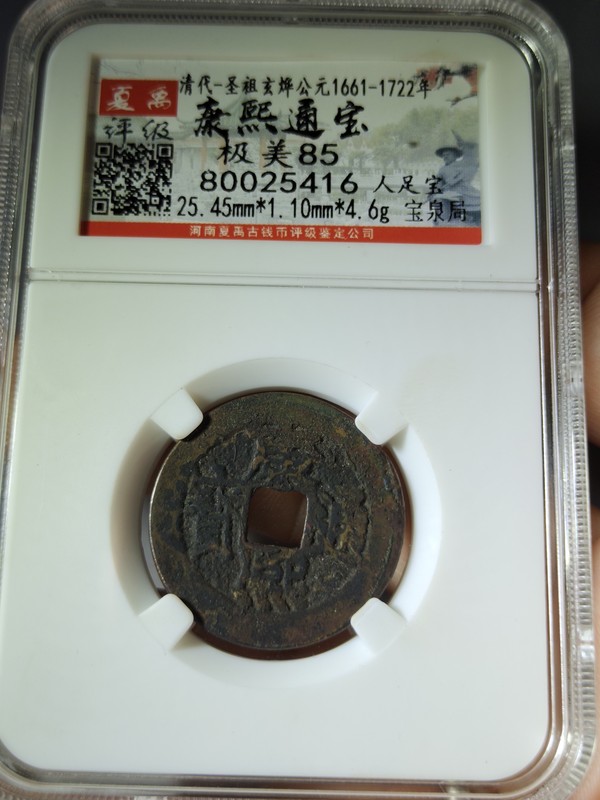 清代-圣祖玄烨公元1661-1722年
夏禹
评级
康熙通宝
极美85
80025416 人足宝
25.45mm*1.10mm*4.6g 宝泉局
河南夏禹古钱币评级鉴定公司